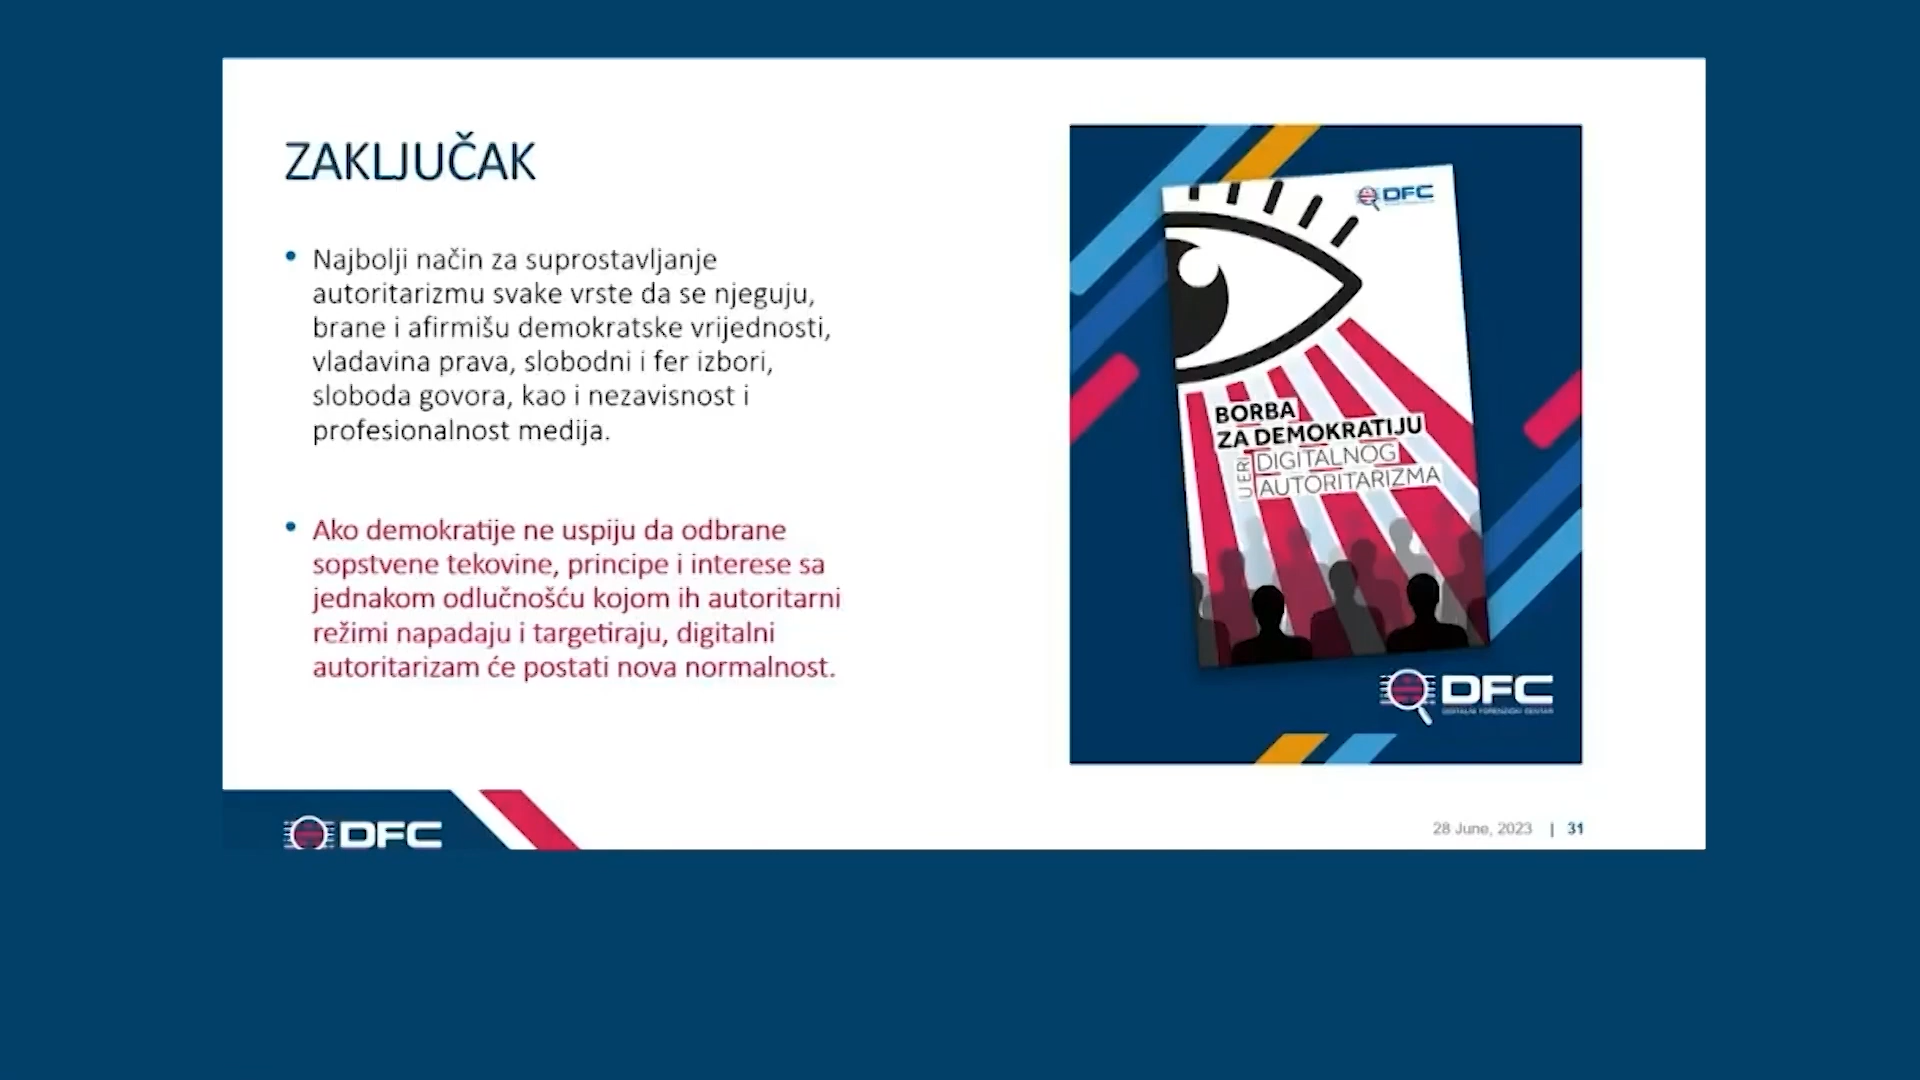 ZAKLJUČAK
• Najbolji način za suprostavljanje
autoritarizmu svake vrste da se njeguju,
brane i afirmišu demokratske vrijednosti,
vladavina prava, slobodni i fer izbori,
sloboda govora, kao i nezavisnost i
profesionalnost medija.
• Ako demokratije ne uspiju da odbrane
sopstvene tekovine, principe i interese sa
jednakom odlučnošću kojom ih autoritarni
režimi napadaju i targetiraju, digitalni
autoritarizam će postati nova normalnost.
DFC
BORBA
ZA DEMOKRATIJU
U ERI DIGITALNOG
AUTORITARIZMA
DFC
DIGITALNI FORENZIČKI CENTAR
DFC
28 June, 2023 | 31